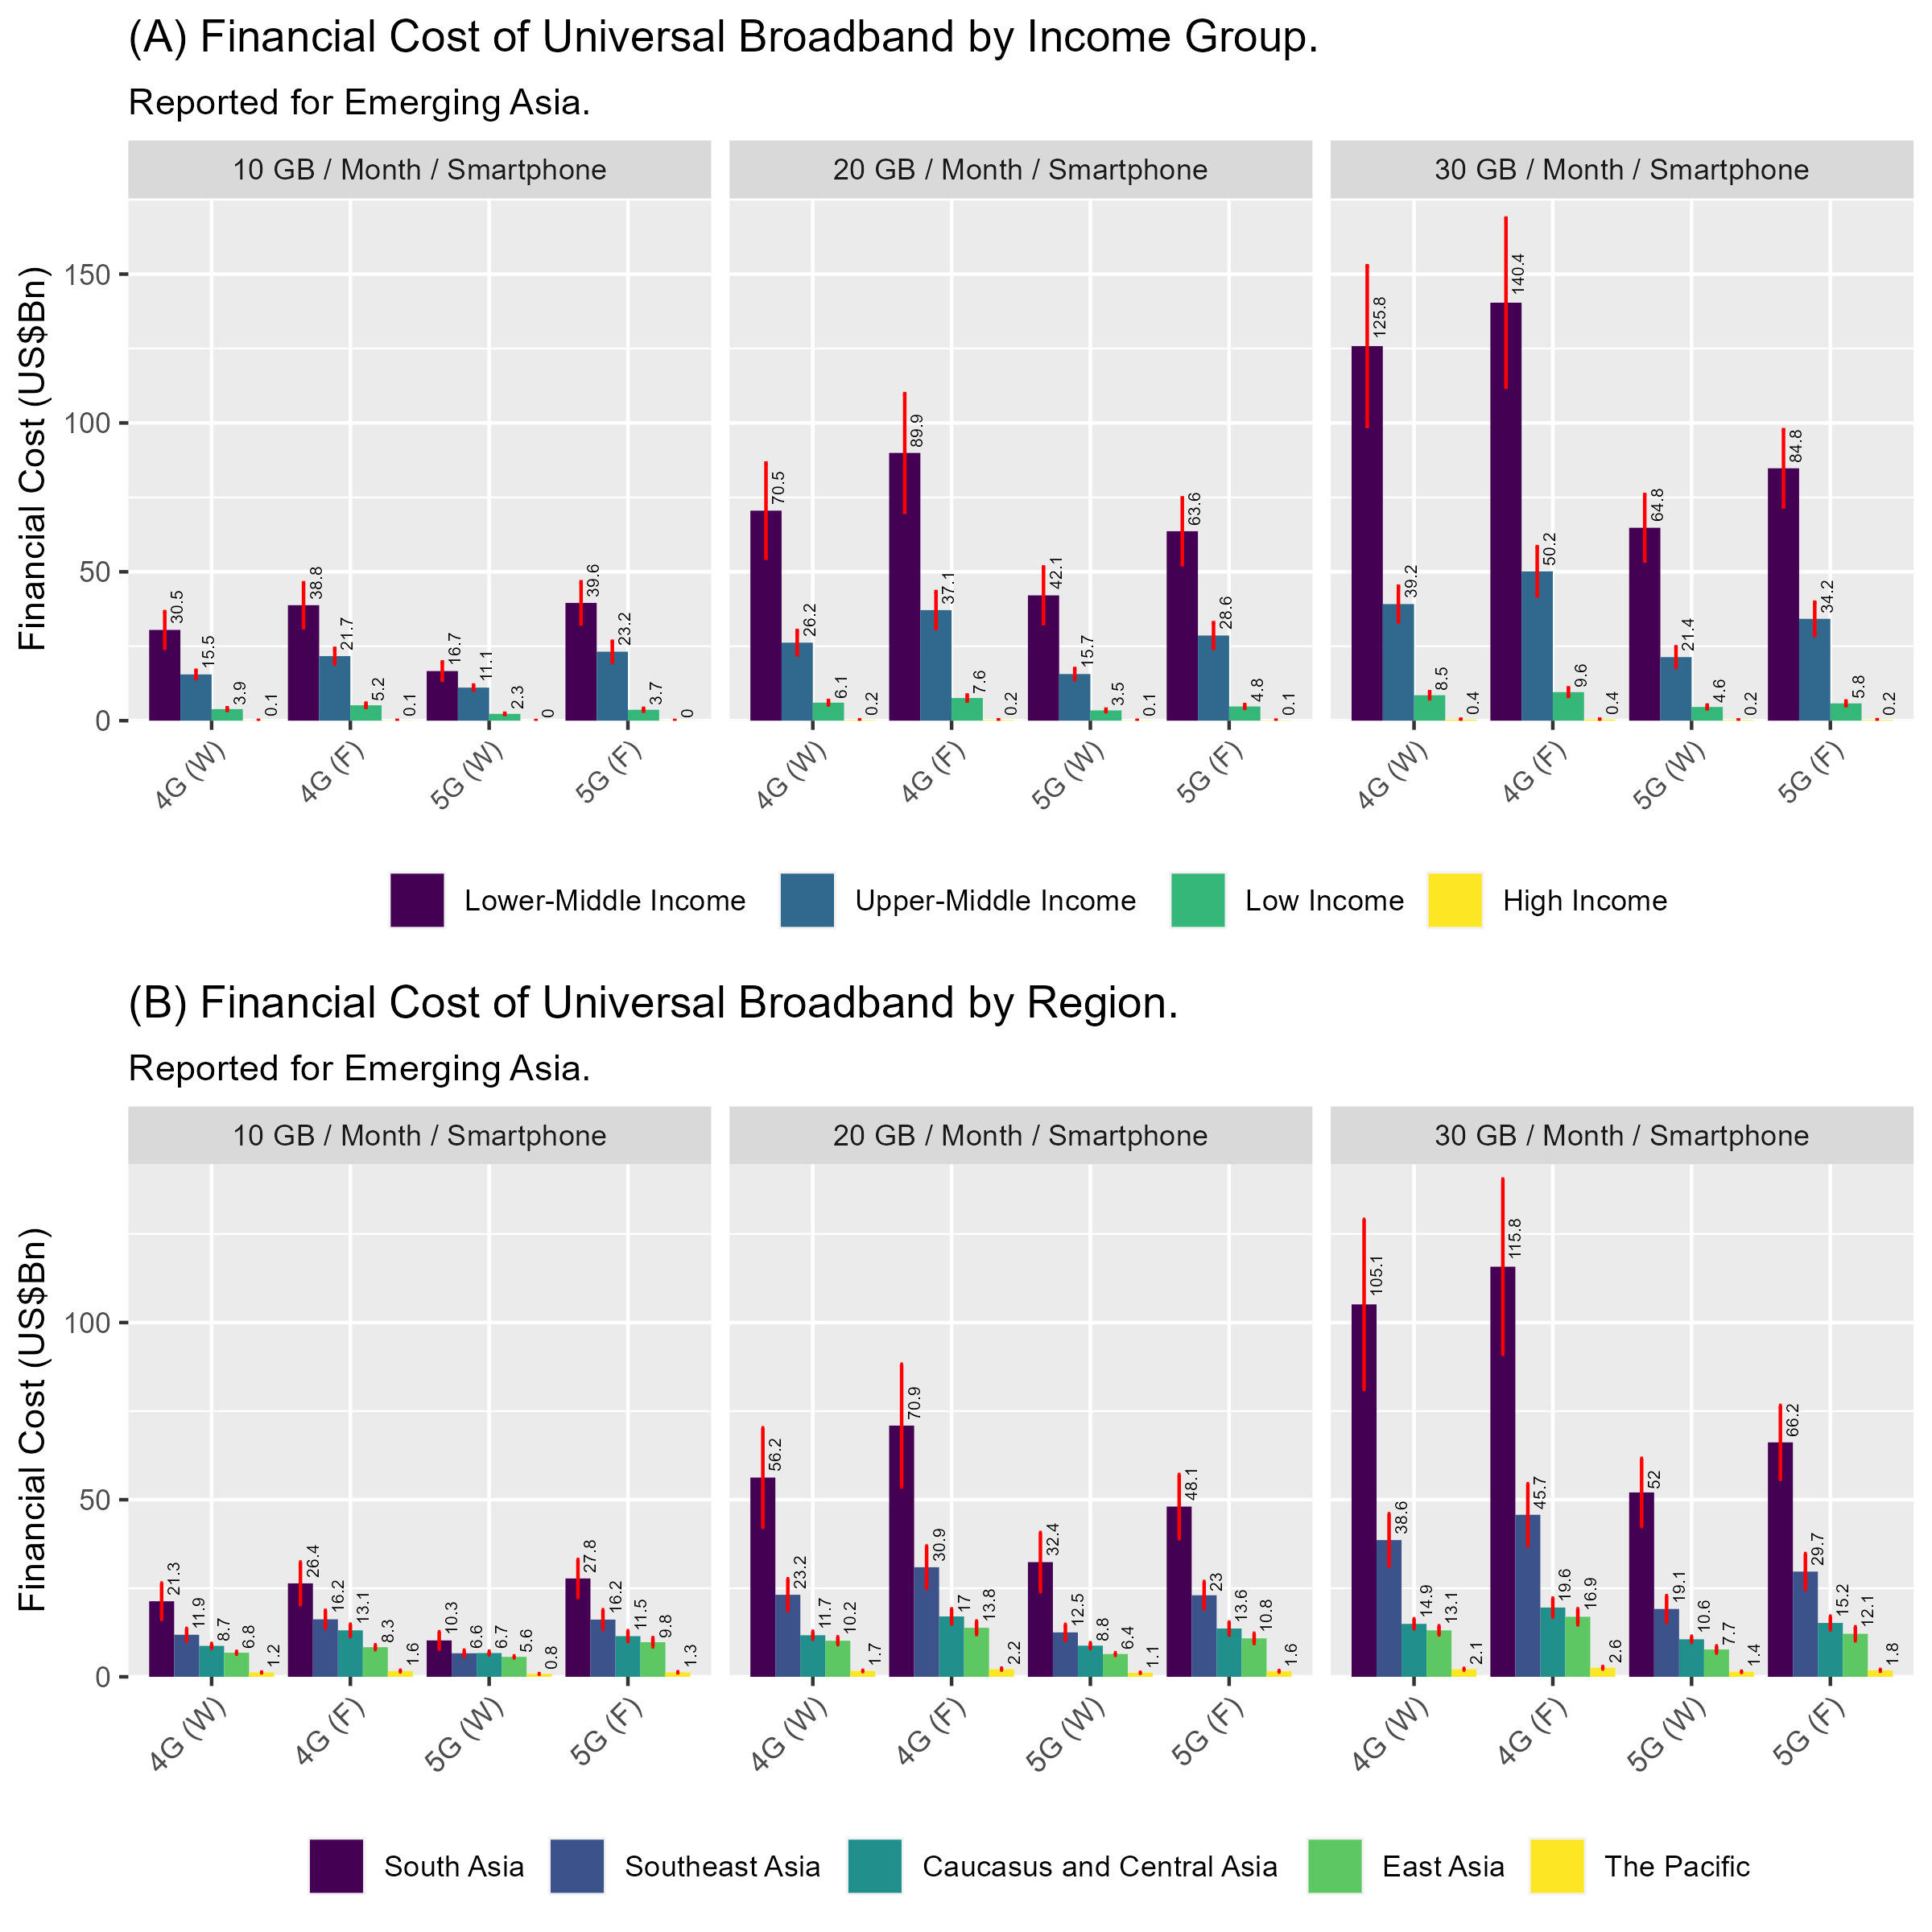 (A) Financial Cost of Universal Broadband by Income Group.
Reported for Emerging Asia.
10 GB / Month / Smartphone
20 GB / Month / Smartphone
30 GB / Month / Smartphone
Financial Cost (US$Bn)
150
100
50
0
30.5
15.5
3.9
0.1
38.8
21.7
5.2
0.1
16.7
11.1
2.3
0
39.6
23.2
3.7
0
70.5
26.2
6.1
0.2
89.9
37.1
7.6
0.2
42.1
15.7
3.5
0.1
63.6
28.6
4.8
0.1
125.8
39.2
8.5
0.4
140.4
50.2
9.6
0.4
64.8
21.4
4.6
0.2
84.8
34.2
5.8
0.2
4G (W)
4G (F)
5G (W)
5G (F)
4G (W)
4G (F)
5G (W)
5G (F)
4G (W)
4G (F)
5G (W)
5G (F)
Lower-Middle Income
Upper-Middle Income
Low Income
High Income
(B) Financial Cost of Universal Broadband by Region.
Reported for Emerging Asia.
10 GB / Month / Smartphone
20 GB / Month / Smartphone
30 GB / Month / Smartphone
Financial Cost (US$Bn)
100
50
0
21.3
11.9
8.7
6.8
1.2
26.4
16.2
13.1
8.3
1.6
10.3
6.6
6.7
5.6
0.8
27.8
16.2
11.5
9.8
1.3
56.2
23.2
11.7
10.2
1.7
70.9
30.9
17
13.8
2.2
32.4
12.5
8.8
6.4
1.1
48.1
23
13.6
10.8
1.6
105.1
38.6
14.9
13.1
2.1
115.8
45.7
19.6
16.9
2.6
52
19.1
10.6
7.7
1.4
66.2
29.7
15.2
12.1
1.8
4G (W)
4G (F)
5G (W)
5G (F)
4G (W)
4G (F)
5G (W)
5G (F)
4G (W)
4G (F)
5G (W)
5G (F)
South Asia
Southeast Asia
Caucasus and Central Asia
East Asia
The Pacific